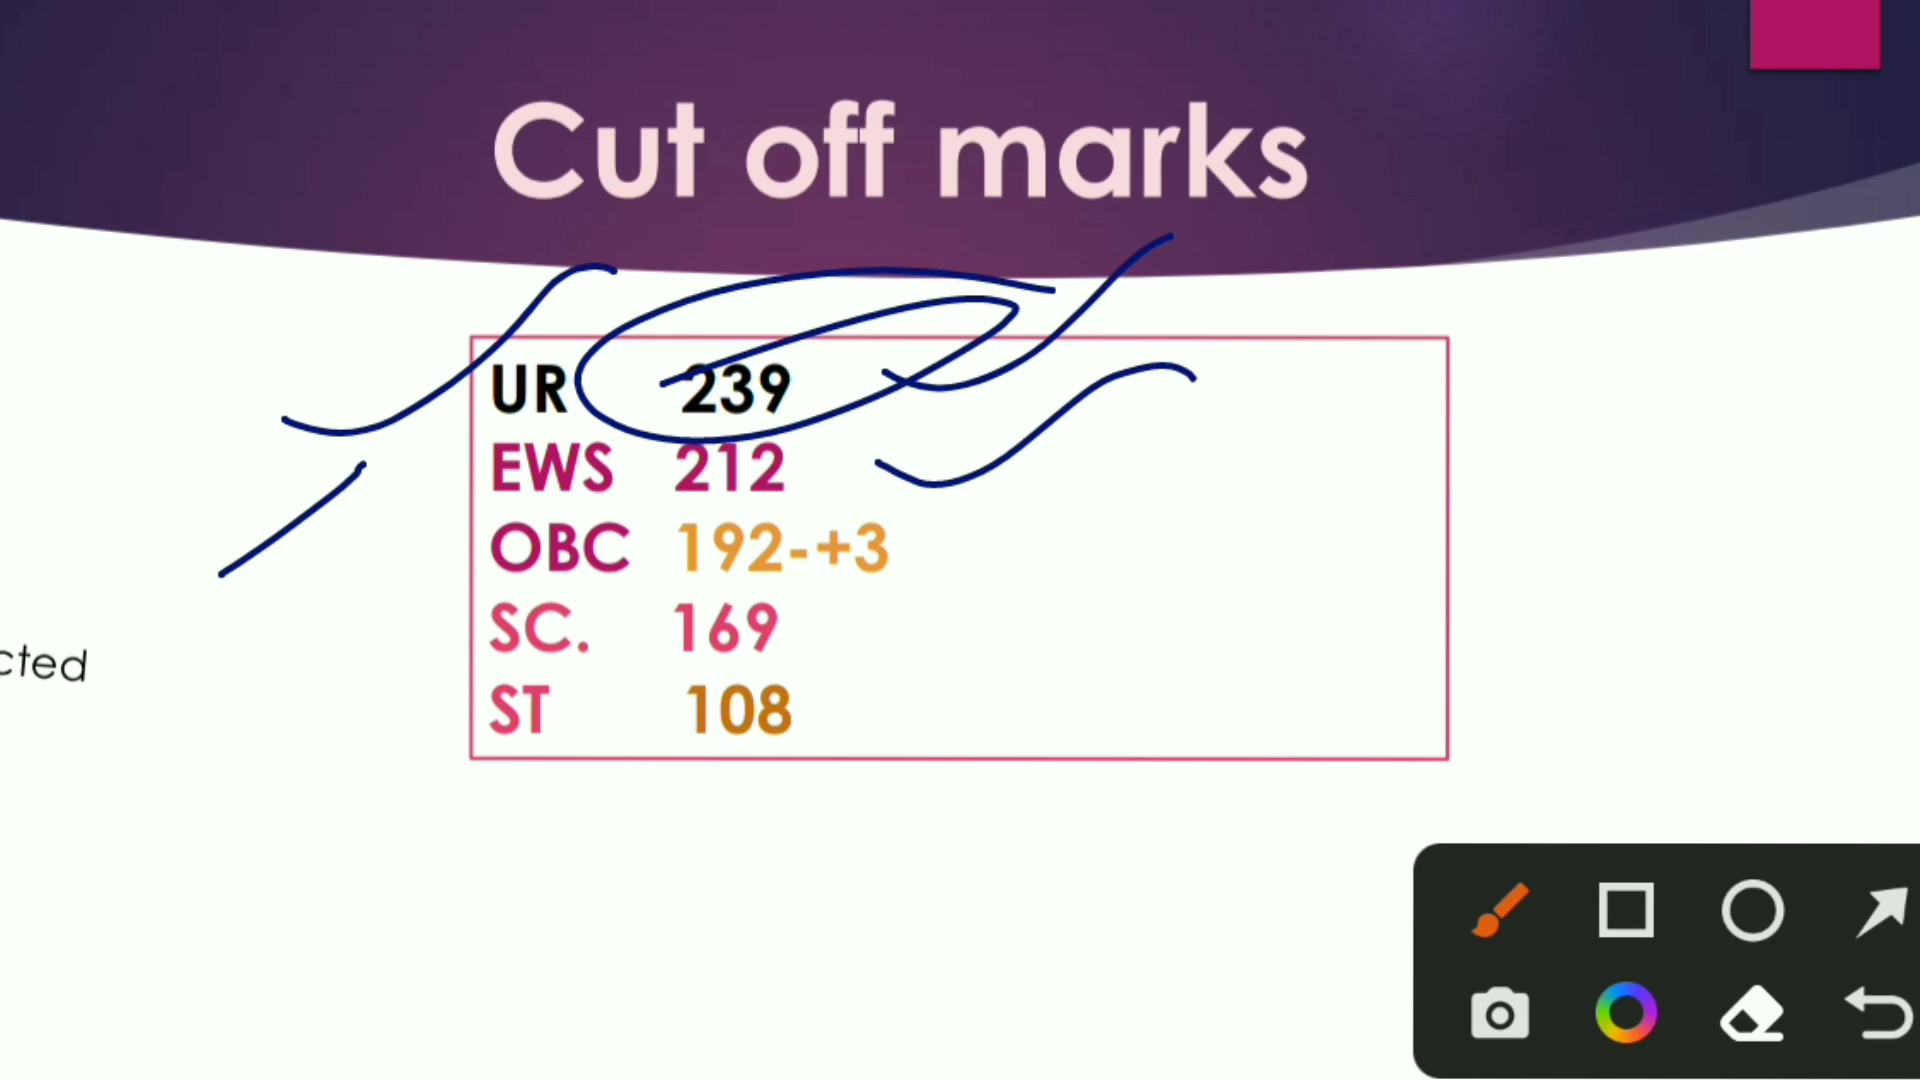 Cut off marks
UR 239
EWS 212
OBC 192-+3
SC. 169
ST 108
cted